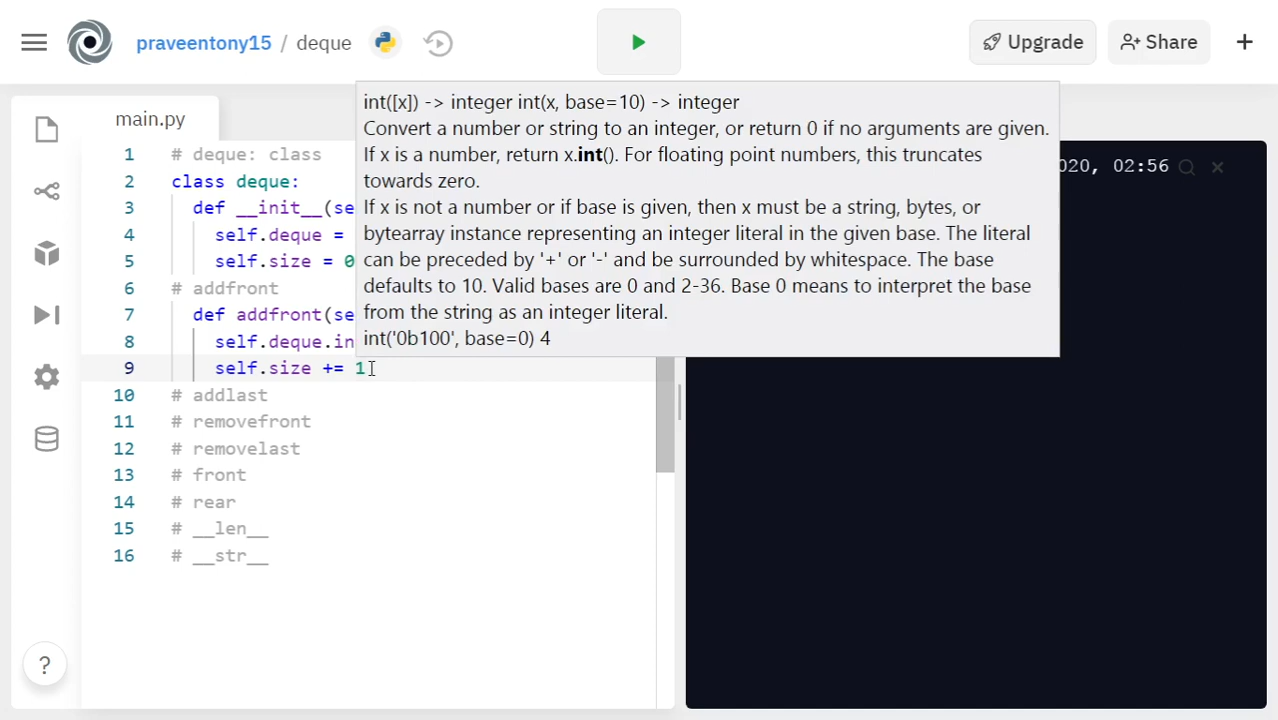 praveentony15 / deque
Upgrade
Share
main.py
int([x]) -> integer int(x, base=10) -> integer
Convert a number or string to an integer, or return 0 if no arguments are given.
If x is a number, return x.int(). For floating point numbers, this truncates
towards zero.
If x is not a number or if base is given, then x must be a string, bytes, or
bytearray instance representing an integer literal in the given base. The literal
can be preceded by '+' or '-' and be surrounded by whitespace. The base
defaults to 10. Valid bases are 0 and 2-36. Base 0 means to interpret the base
from the string as an integer literal.
int('0b100', base=0) 4
020, 02:56
1 # deque: class
2 class deque:
3 def __init__(se
4 self.deque =
5 self.size = 0
6 # addfront
7 def addfront(se
8 self.deque.in
9 self.size += 1
10 # addlast
11 # removefront
12 # removelast
13 # front
14 # rear
15 # __len__
16 # __str__
?